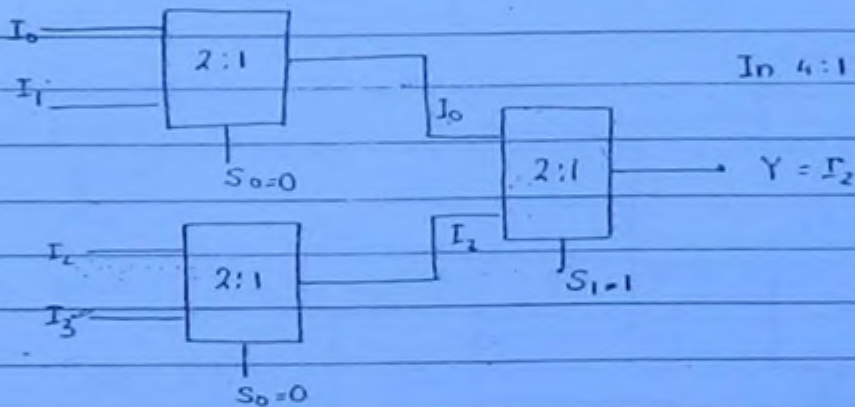 I0
2:1
In 4:1
I1
I0
S0=0
2:1
Y = I2
I2
I2
2:1
S1=1
I3
S0=0